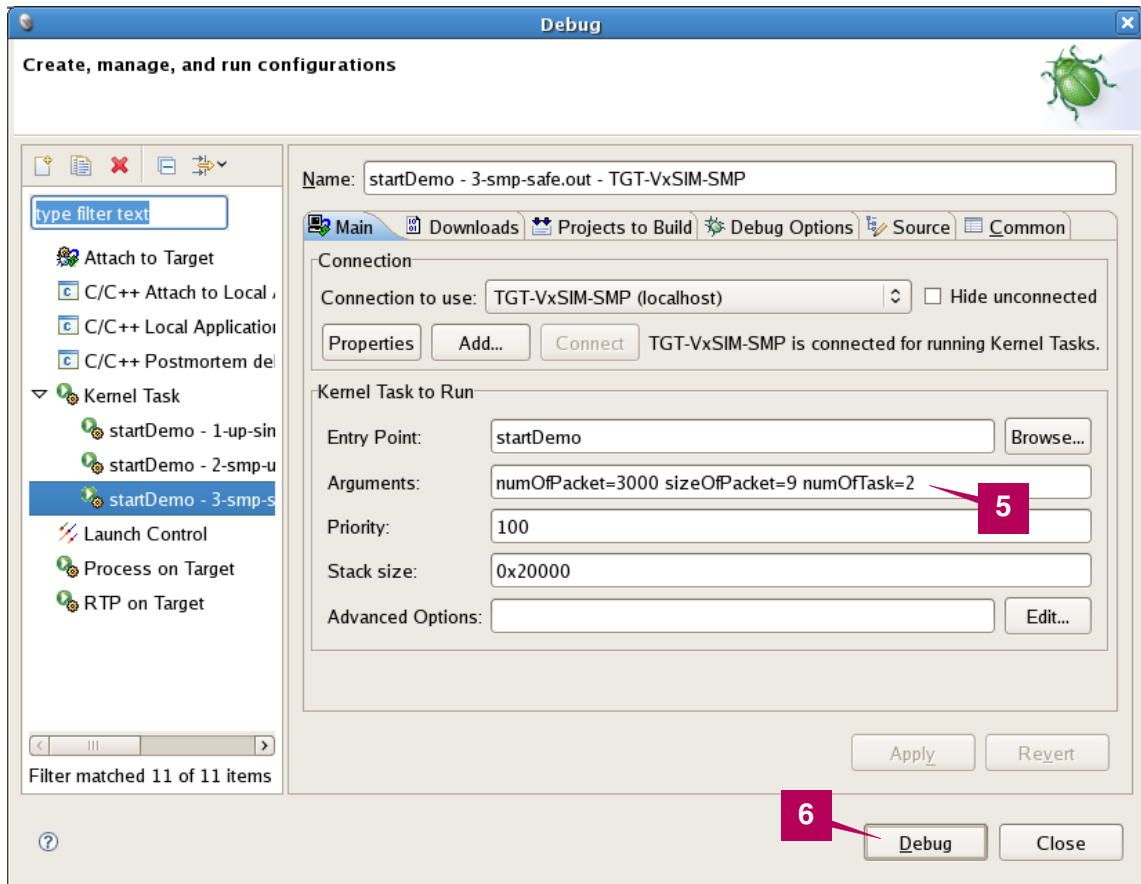 Debug
Create, manage, and run configurations
type filter text
Attach to Target
C/C++ Attach to Local
C/C++ Local Application
C/C++ Postmortem de
Kernel Task
startDemo - 1-up-sin
startDemo - 2-smp-u
startDemo - 3-smp-s
Launch Control
Process on Target
RTP on Target
Filter matched 11 of 11 items
Name: startDemo - 3-smp-safe.out - TGT-VxSIM-SMP
Main Downloads Projects to Build Debug Options Source Common
Connection
Connection to use: TGT-VxSIM-SMP (localhost) Hide unconnected
Properties Add... Connect TGT-VxSIM-SMP is connected for running Kernel Tasks.
Kernel Task to Run
Entry Point: startDemo Browse...
Arguments: numOfPacket=3000 sizeOfPacket=9 numOfTask=2
5
Priority: 100
Stack size: 0x20000
Advanced Options: Edit...
Apply Revert
6
? Debug Close